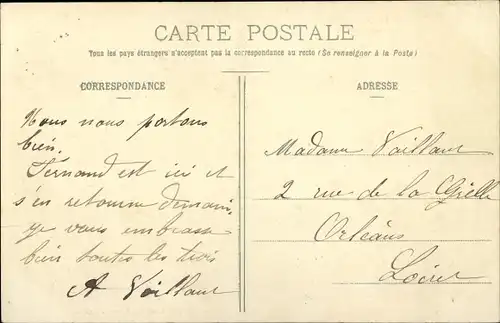 CARTE POSTALE
Tous les pays étrangers n'acceptent pas la correspondance au recto (Se renseigner à la Poste)
CORRESPONDANCE
Nous nous portons
bien.
Fernand est ici et
s'en retourne demain,
je vous embrasse
bien toutes les trois
A Vaillant
ADRESSE
Madame Vaillant
2 rue de la Grille
Orléans
Loiret